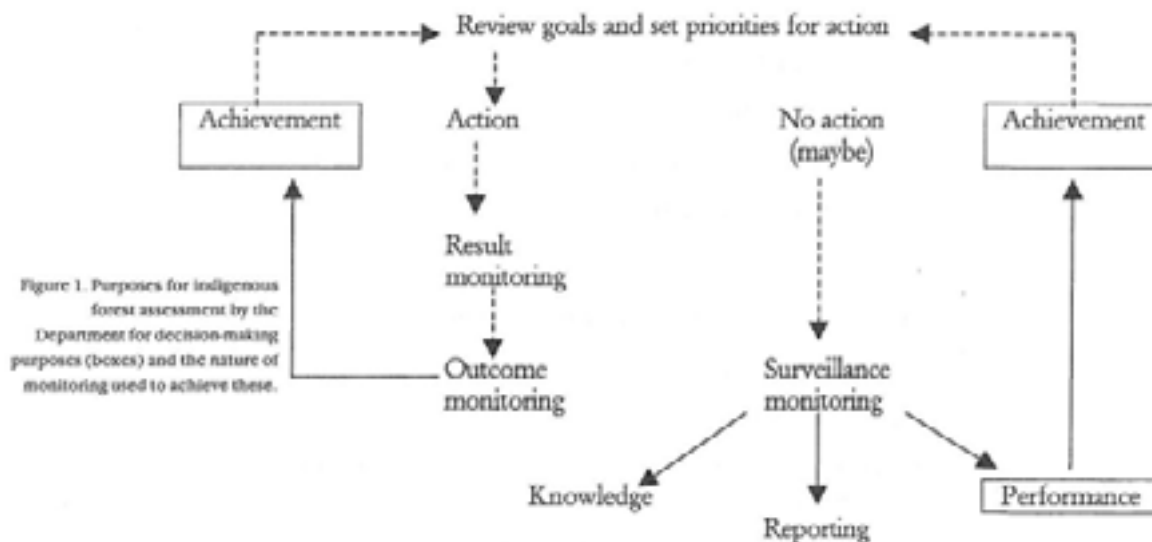 Review goals and set priorities for action
Achievement
Action
No action
(maybe)
Achievement
Result
monitoring
Figure 1. Purposes for indigenous
forest assessment by the
Department for decision-making
purposes (boxes) and the nature of
monitoring used to achieve these.
Outcome
monitoring
Surveillance
monitoring
Knowledge
Reporting
Performance